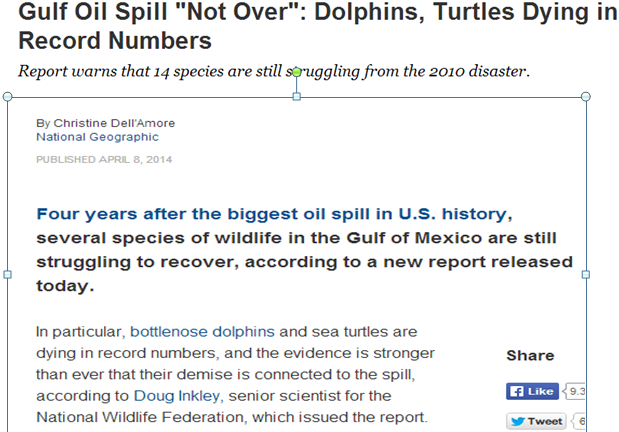 Gulf Oil Spill "Not Over": Dolphins, Turtles Dying in
Record Numbers
Report warns that 14 species are still struggling from the 2010 disaster.
By Christine Dell'Amore
National Geographic
PUBLISHED APRIL 8, 2014
Four years after the biggest oil spill in U.S. history,
several species of wildlife in the Gulf of Mexico are still
struggling to recover, according to a new report released
today.
In particular, bottlenose dolphins and sea turtles are
dying in record numbers, and the evidence is stronger
than ever that their demise is connected to the spill,
according to Doug Inkley, senior scientist for the
National Wildlife Federation, which issued the report.
Share
Like 9.3
Tweet 6